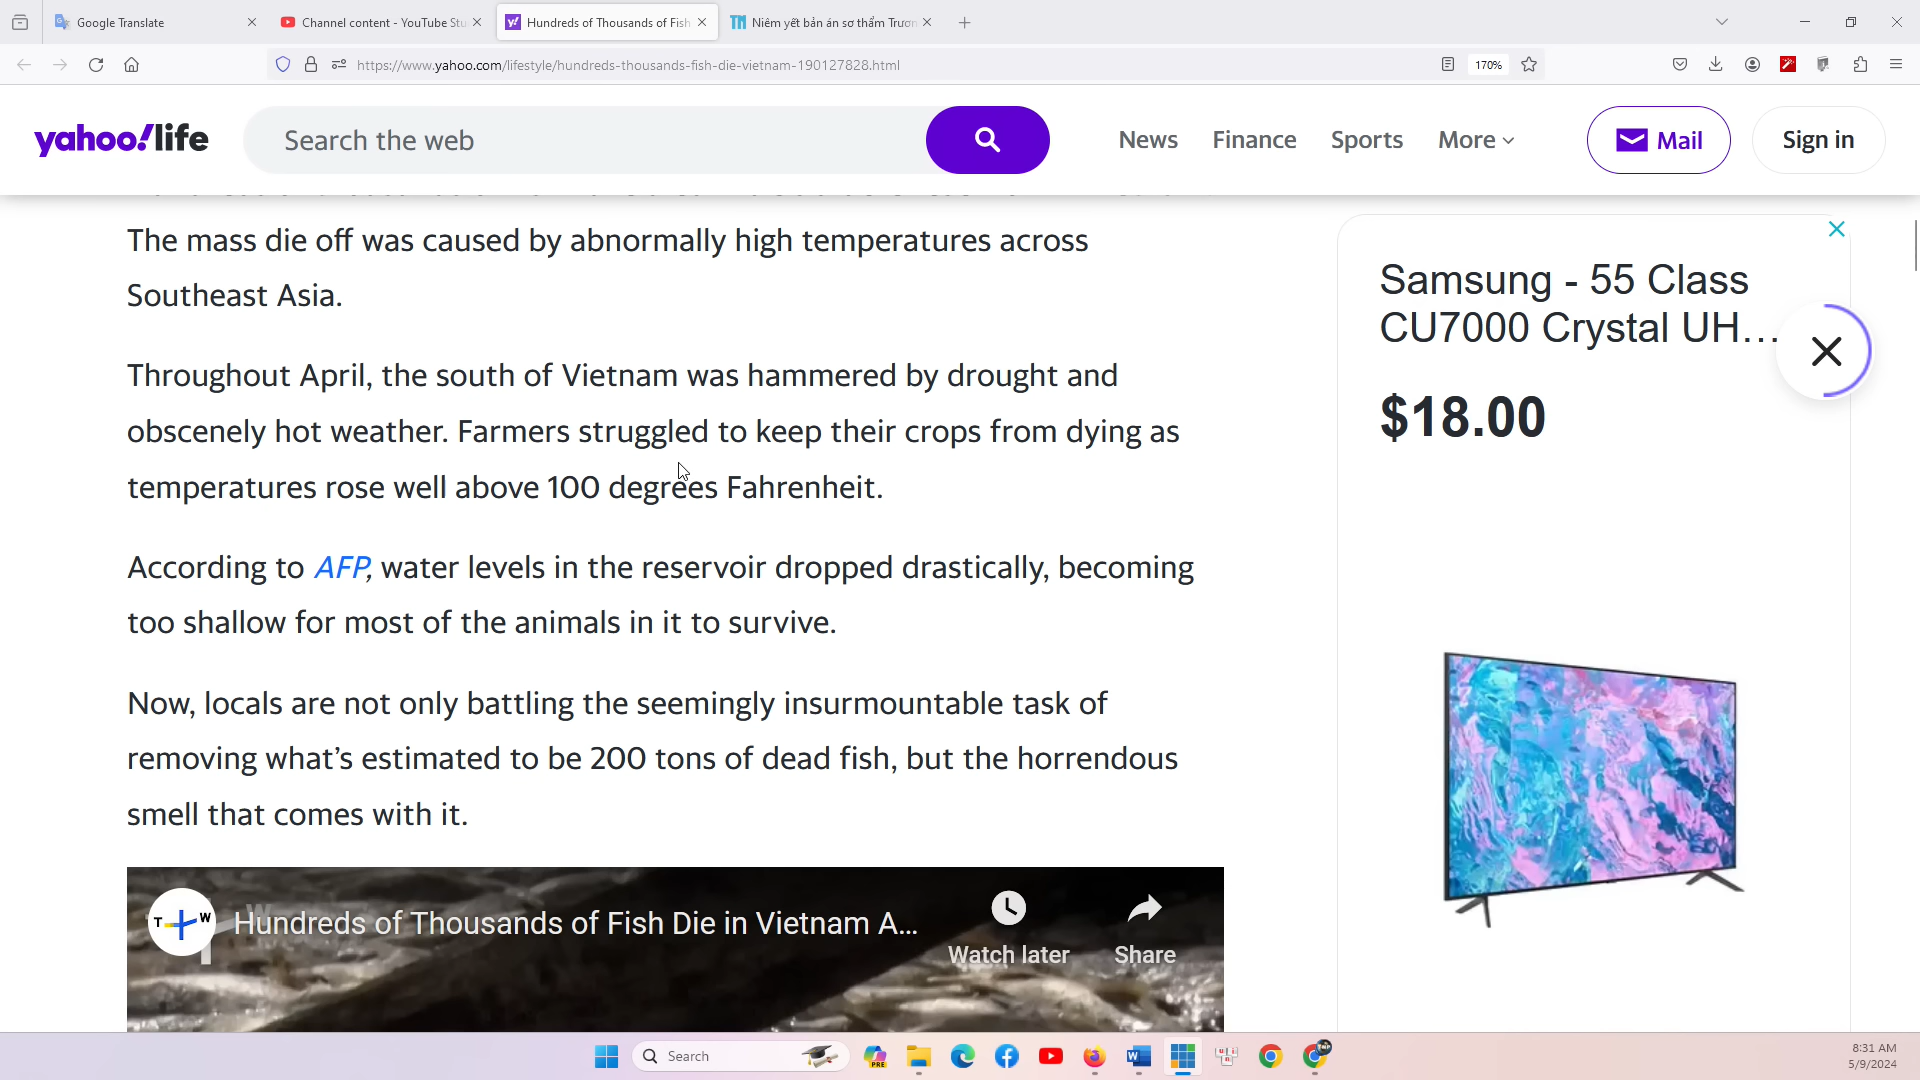 Google Translate
Channel content - YouTube Stu
Hundreds of Thousands of Fish
Niêm yết bản án sơ thẩm Trươn
https://www.yahoo.com/lifestyle/hundreds-thousands-fish-die-vietnam-190127828.html
170%
yahoo!life
Search the web
News
Finance
Sports
More
Mail
Sign in
The mass die off was caused by abnormally high temperatures across
Southeast Asia.
Throughout April, the south of Vietnam was hammered by drought and
obscenely hot weather. Farmers struggled to keep their crops from dying as
temperatures rose well above 100 degrees Fahrenheit.
According to AFP, water levels in the reservoir dropped drastically, becoming
too shallow for most of the animals in it to survive.
Now, locals are not only battling the seemingly insurmountable task of
removing what's estimated to be 200 tons of dead fish, but the horrendous
smell that comes with it.
T W
Hundreds of Thousands of Fish Die in Vietnam A...
Watch later
Share
Samsung - 55 Class
CU7000 Crystal UH...
$18.00
Search
PRE
8:31 AM
5/9/2024